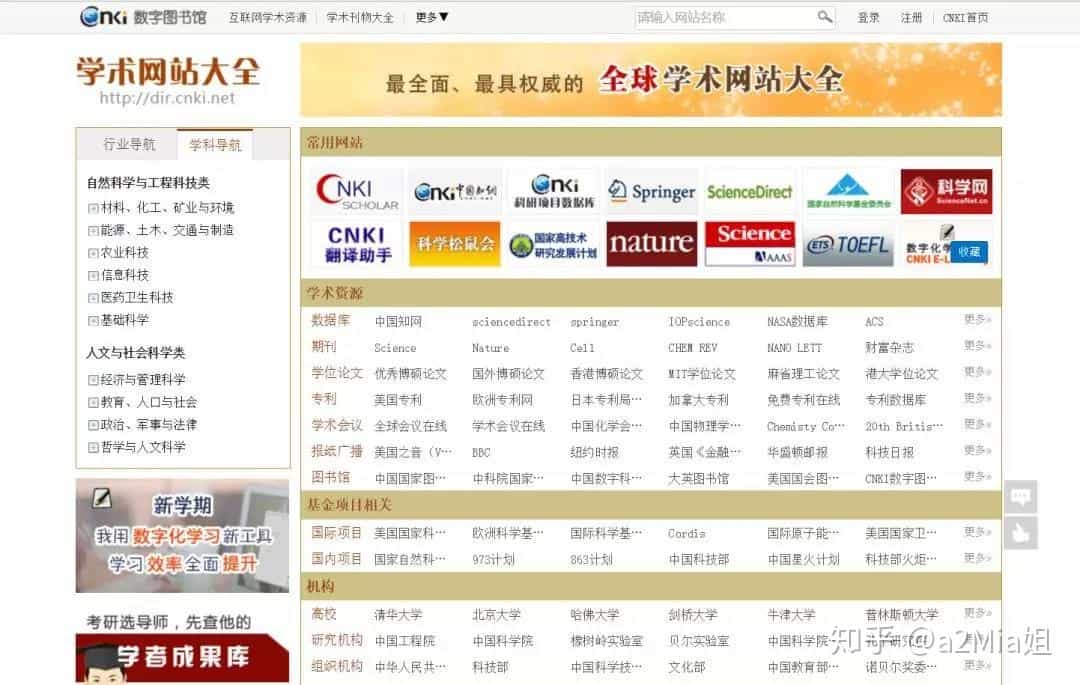 Cnki 数字图书馆 互联网学术资源 学术刊物大全 更多▼ 请输入网站名称 登录 注册 CNKI首页
学术网站大全
http://dir.cnki.net
最全面、最具权威的 全球学术网站大全
行业导航 学科导航
自然科学与工程科技类
材料、化工、矿业与环境
能源、土木、交通与制造
农业科技
信息科技
医药卫生科技
基础科学
人文与社会科学类
经济与管理科学
教育、人口与社会
政治、军事与法律
哲学与人文科学
新学期
我用数字化学习新工具
学习效率全面提升
考研选导师，先查他的
学者成果库
常用网站
CNKI SCHOLAR
Cnki 中国知网
Cnki 科研项目数据库
Springer
ScienceDirect
国家自然科学基金委员会
科学网 ScienceNet.cn
CNKI 翻译助手
科学松鼠会
国家高技术研究发展计划
nature
Science AAAS
ETS TOEFL
数字化学
CNKI E-L
收藏
学术资源
数据库 中国知网 sciencedirect springer IOPscience NASA数据库 ACS 更多»
期刊 Science Nature Cell CHEM REV NANO LETT 财富杂志 更多»
学位论文 优秀博硕论文 国外博硕论文 香港博硕论文 MIT学位论文 麻省理工论文 港大学位论文 更多»
专利 美国专利 欧洲专利网 日本专利局… 加拿大专利 免费专利在线 专利数据库 更多»
学术会议 全球会议在线 学术会议在线 中国化学会… 中国物理学… Chemisty Co… 20th Britis… 更多»
报纸广播 美国之音（V… BBC 纽约时报 英国《金融… 华盛顿邮报 科技日报 更多»
图书馆 中国国家图… 中科院国家… 中国数字科… 大英图书馆 美国国会图… CNKI数字图… 更多»
基金项目相关
国际项目 美国国家科… 欧洲科学基… 国际科学基… Cordis 国际原子能… 美国国家卫… 更多»
国内项目 国家自然科… 973计划 863计划 中国科技部 中国星火计划 科技部火炬… 更多»
机构
高校 清华大学 北京大学 哈佛大学 剑桥大学 牛津大学 普林斯顿大学 更多»
研究机构 中国工程院 中国科学院 橡树岭实验室 贝尔实验室 中国科学院…
组织机构 中华人民共… 科技部 中国科学技… 文化部 中国教育部… 诺贝尔奖委… 更多»
知乎 @a2Mia姐